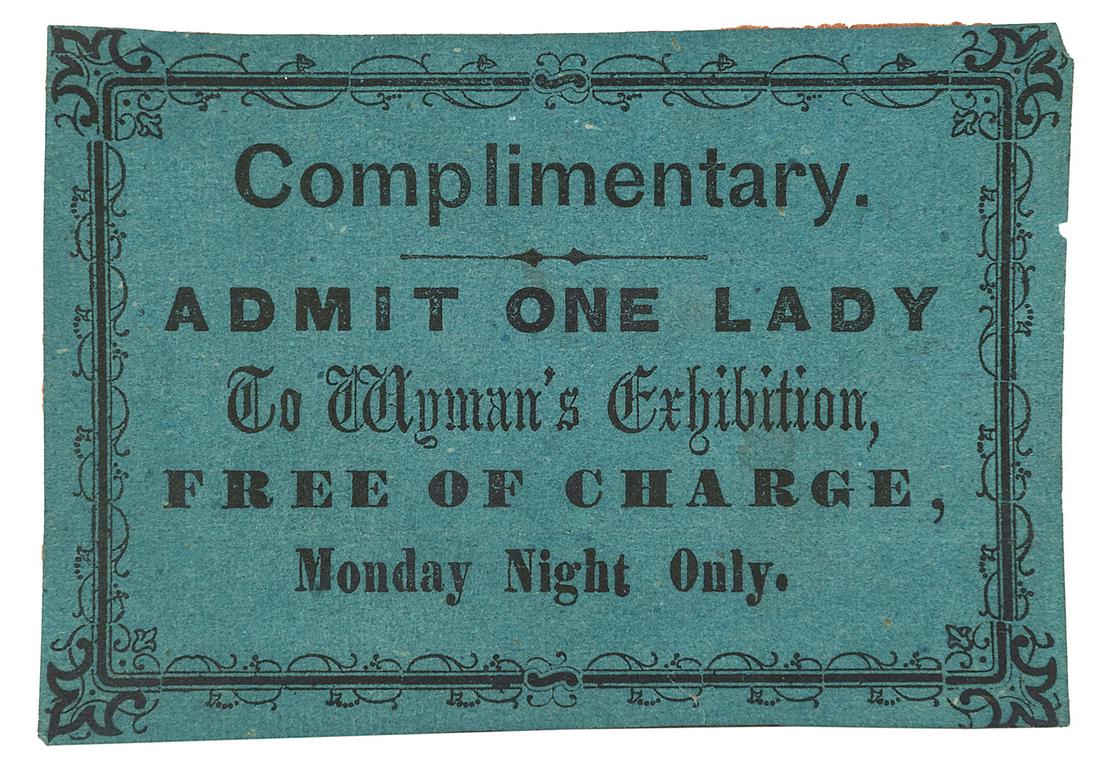 Complimentary.
ADMIT ONE LADY
To Wyman's Exhibition,
FREE OF CHARGE,
Monday Night Only.